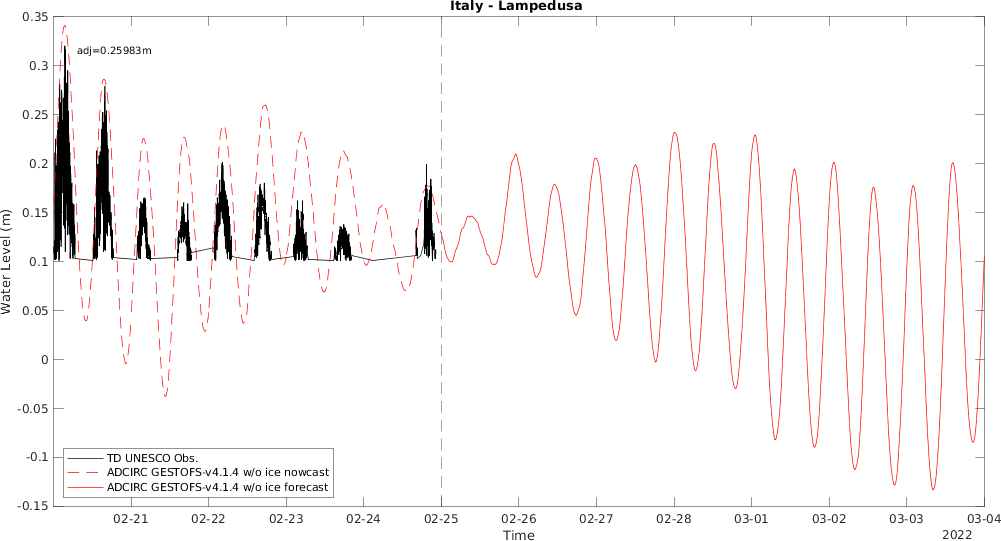 Italy - Lampedusa
0.35
0.3
0.25
0.2
0.15
0.1
0.05
0
-0.05
-0.1
-0.15
Water Level (m)
adj=0.25983m
TD UNESCO Obs.
ADCIRC GESTOFS-v4.1.4 w/o ice nowcast
ADCIRC GESTOFS-v4.1.4 w/o ice forecast
02-21 02-22 02-23 02-24 02-25 02-26 02-27 02-28 03-01 03-02 03-03 03-04
Time
2022